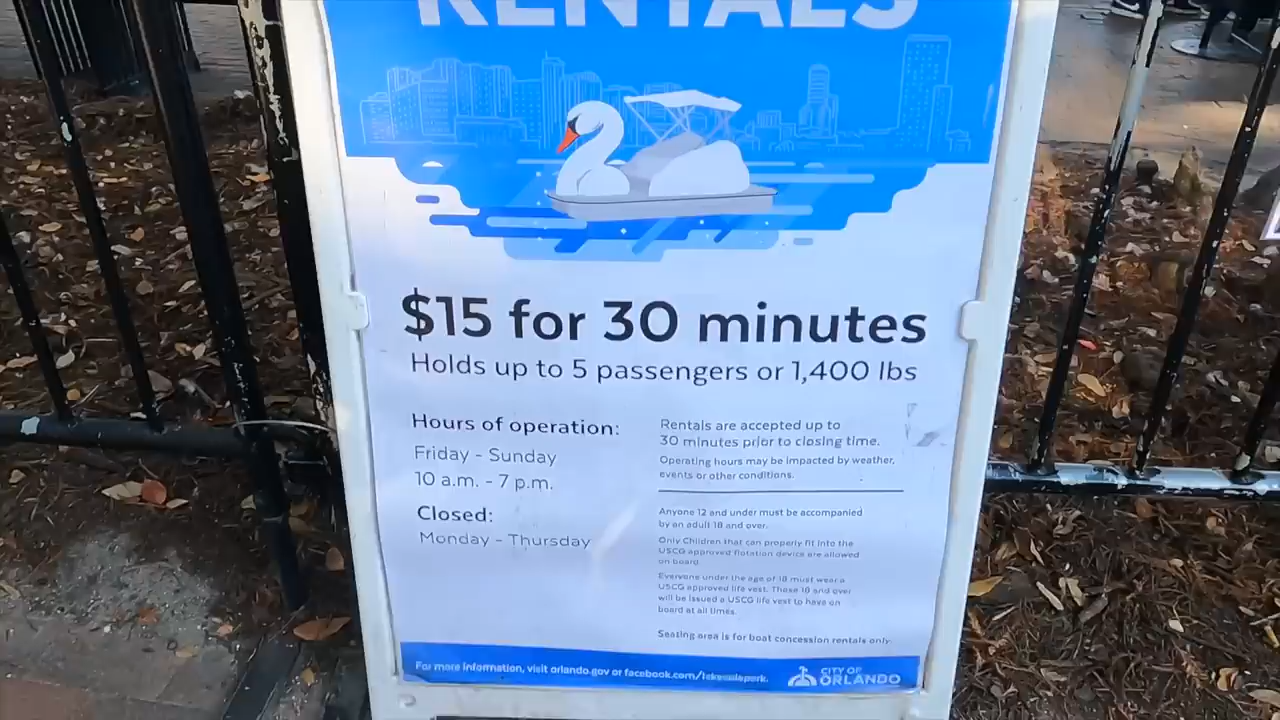 RENTALS
$15 for 30 minutes
Holds up to 5 passengers or 1,400 lbs
Hours of operation:
Friday - Sunday
10 a.m. - 7 p.m.
Closed:
Monday - Thursday
Rentals are accepted up to
30 minutes prior to closing time.
Operating hours may be impacted by weather,
events or other conditions.
Anyone 12 and under must be accompanied
by an adult 18 and over.
Only Children that can properly fit into the
USCG approved flotation device are allowed
on board.
Everyone under the age of 18 must wear a
USCG approved life vest. Those 18 and over
will be issued a USCG life vest to have on
board at all times.
Seating area is for boat concession rentals only.
For more information, visit orlando.gov or facebook.com/lakeeolapark.
CITY OF
ORLANDO